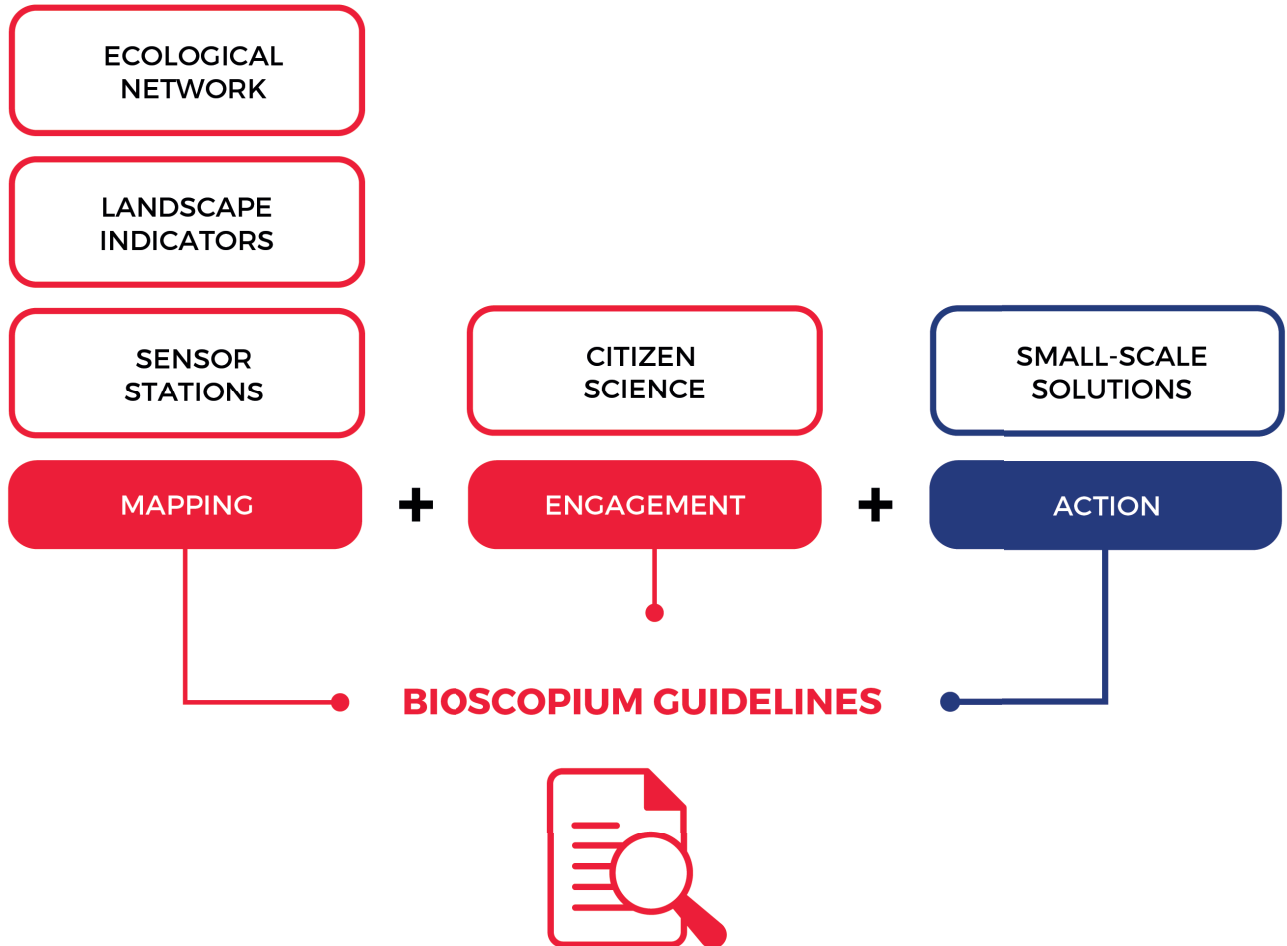 ECOLOGICAL
NETWORK
LANDSCAPE
INDICATORS
SENSOR
STATIONS
CITIZEN
SCIENCE
SMALL-SCALE
SOLUTIONS
MAPPING + ENGAGEMENT + ACTION
BIOSCOPIUM GUIDELINES